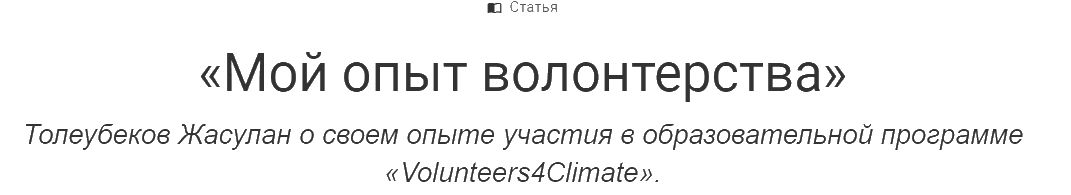 Статья
«Мой опыт волонтерства»
Толеубеков Жасулан о своем опыте участия в образовательной программе
«Volunteers4Climate».